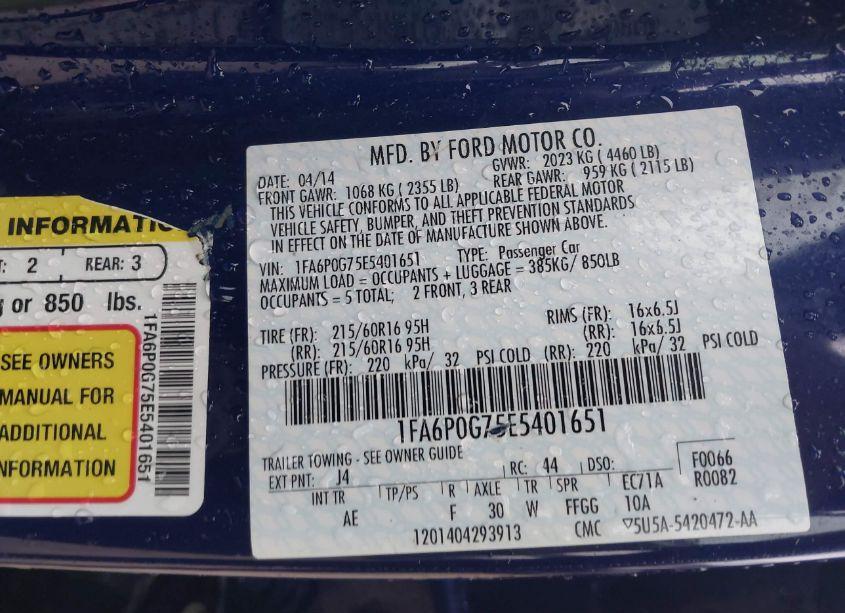 INFORMATIO
: 2 REAR: 3
or 850 lbs.
SEE OWNERS
MANUAL FOR
ADDITIONAL
INFORMATION
1FA6P0G75E5401651
MFD. BY FORD MOTOR CO.
DATE: 04/14 GVWR: 2023 KG ( 4460 LB)
FRONT GAWR: 1068 KG ( 2355 LB) REAR GAWR: 959 KG ( 2115 LB)
THIS VEHICLE CONFORMS TO ALL APPLICABLE FEDERAL MOTOR
VEHICLE SAFETY, BUMPER, AND THEFT PREVENTION STANDARDS
IN EFFECT ON THE DATE OF MANUFACTURE SHOWN ABOVE.
VIN: 1FA6P0G75E5401651 TYPE: Passenger Car
MAXIMUM LOAD = OCCUPANTS + LUGGAGE = 385KG/ 850LB
OCCUPANTS = 5 TOTAL; 2 FRONT, 3 REAR
TIRE (FR): 215/60R16 95H RIMS (FR): 16x6.5J
(RR): 215/60R16 95H (RR): 16x6.5J
PRESSURE (FR): 220 kPa/ 32 PSI COLD (RR): 220 kPa/ 32 PSI COLD
1FA6P0G75E5401651
TRAILER TOWING - SEE OWNER GUIDE
EXT PNT: J4 RC: 44 DSO: F0066
R0082
INT TR TP/PS R AXLE TR SPR EC71A
AE F 30 W FFGG 10A
1201404293913 CMC ▽5U5A-5420472-AA